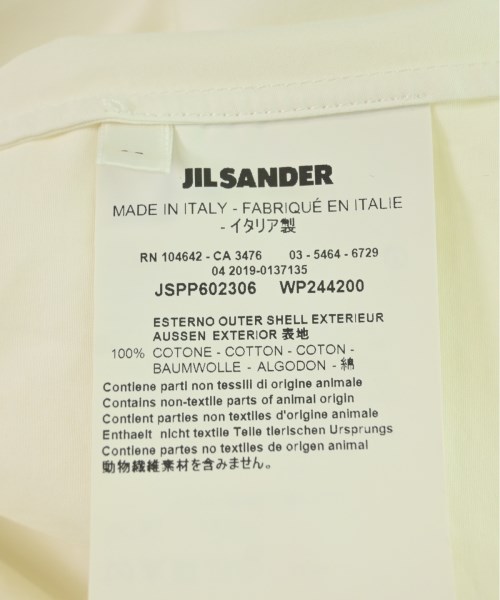 JIL SANDER
MADE IN ITALY - FABRIQUÉ EN ITALIE
- イタリア製
RN 104642 - CA 3476 03 - 5464 - 6729
04 2019-0137135
JSPP602306 WP244200
ESTERNO OUTER SHELL EXTERIEUR
AUSSEN EXTERIOR 表地
100% COTONE - COTTON - COTON -
BAUMWOLLE - ALGODON - 綿
Contiene parti non tessili di origine animale
Contains non-textile parts of animal origin
Contient parties non textiles d'origine animale
Enthaelt nicht textile Teile tierischen Ursprungs
Contiene partes no textiles de origen animal
動物繊維素材を含みません。